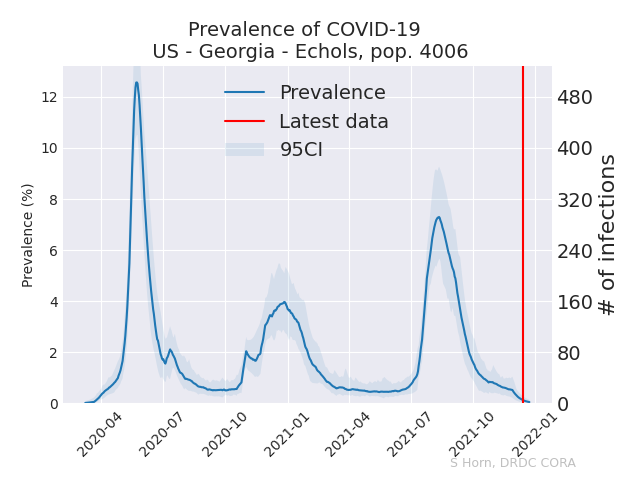 Prevalence of COVID-19
US - Georgia - Echols, pop. 4006
Prevalence
Latest data
95CI
Prevalence (%)
12
10
8
6
4
2
0
480
400
320
240
160
80
0
# of infections
2020-04
2020-07
2020-10
2021-01
2021-04
2021-07
2021-10
2022-01
S Horn, DRDC CORA